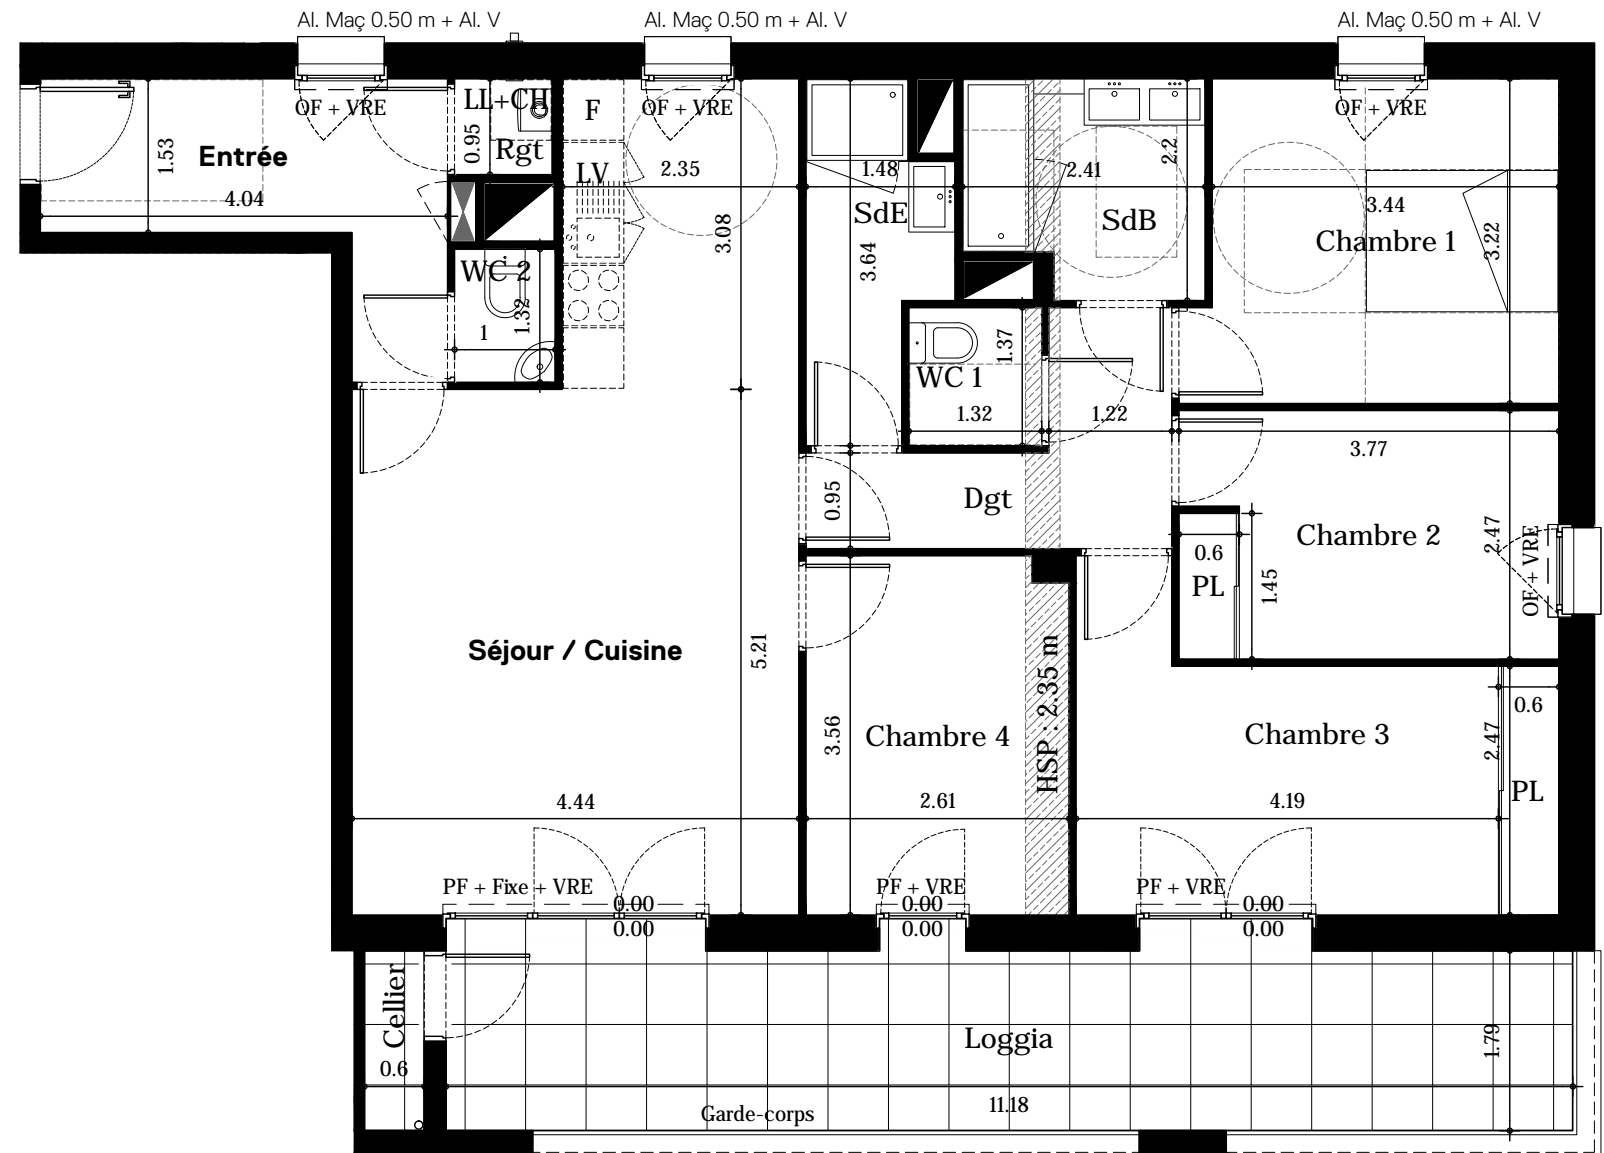 Al. Maç 0.50 m + Al. V
Al. Maç 0.50 m + Al. V
Al. Maç 0.50 m + Al. V
OF + VRE
LL+CH
F
OF + VRE
OF + VRE
1.53
Entrée
0.95
Rgt
LV
2.35
1.48
2.41
2.2
4.04
3.08
SdE
SdB
3.44
Chambre 1
3.22
WC 2
1.32
1
3.64
1.37
WC 1
1.32
1.22
3.77
0.95
Dgt
Chambre 2
2.47
OF + VRE
0.6
PL
1.45
Séjour / Cuisine
5.21
HSP : 2.35 m
3.56
Chambre 4
Chambre 3
2.47
0.6
PL
4.44
2.61
4.19
PF + Fixe + VRE
0.00
0.00
PF + VRE
0.00
0.00
PF + VRE
0.00
0.00
Cellier
0.6
Loggia
1.79
11.18
Garde-corps